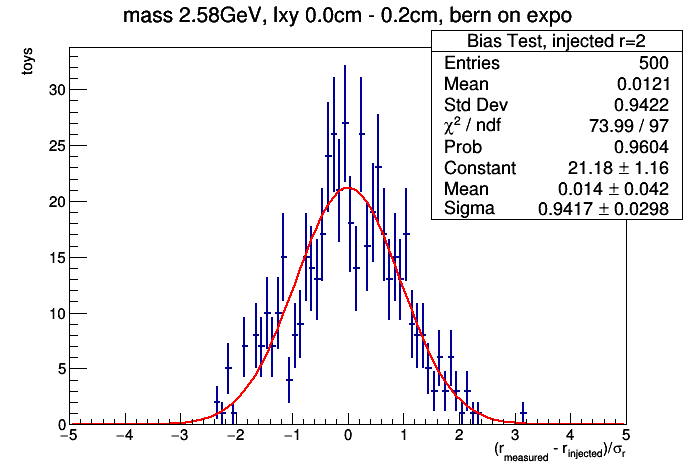 mass 2.58GeV, lxy 0.0cm - 0.2cm, bern on expo
Bias Test, injected r=2
Entries 500
Mean 0.0121
Std Dev 0.9422
χ² / ndf 73.99 / 97
Prob 0.9604
Constant 21.18 ± 1.16
Mean 0.014 ± 0.042
Sigma 0.9417 ± 0.0298
toys
30
25
20
15
10
5
0
−5 −4 −3 −2 −1 0 1 2 3 4 5
(r_measured - r_injected)/σ_r